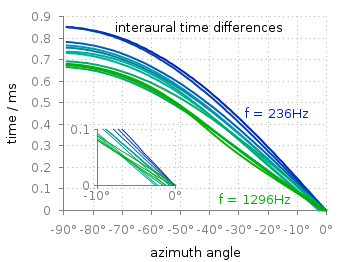 interaural time differences
time / ms
0.9
0.8
0.7
0.6
0.5
0.4
0.3
0.2
0.1
0
f = 236Hz
f = 1296Hz
0.1
0
-10° 0°
-90° -80° -70° -60° -50° -40° -30° -20° -10° 0°
azimuth angle